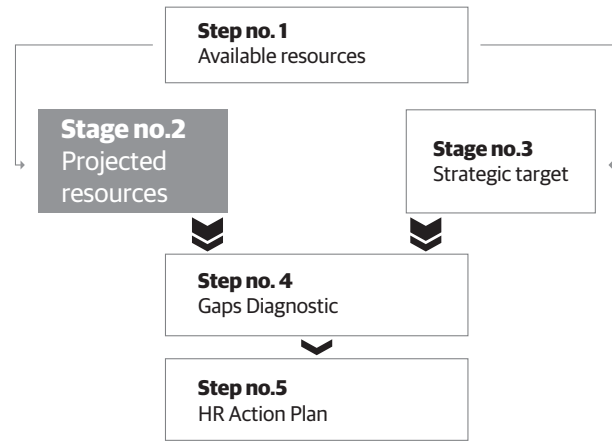 Step no. 1
Available resources
Stage no.2
Projected
resources
Stage no.3
Strategic target
Step no. 4
Gaps Diagnostic
Step no.5
HR Action Plan